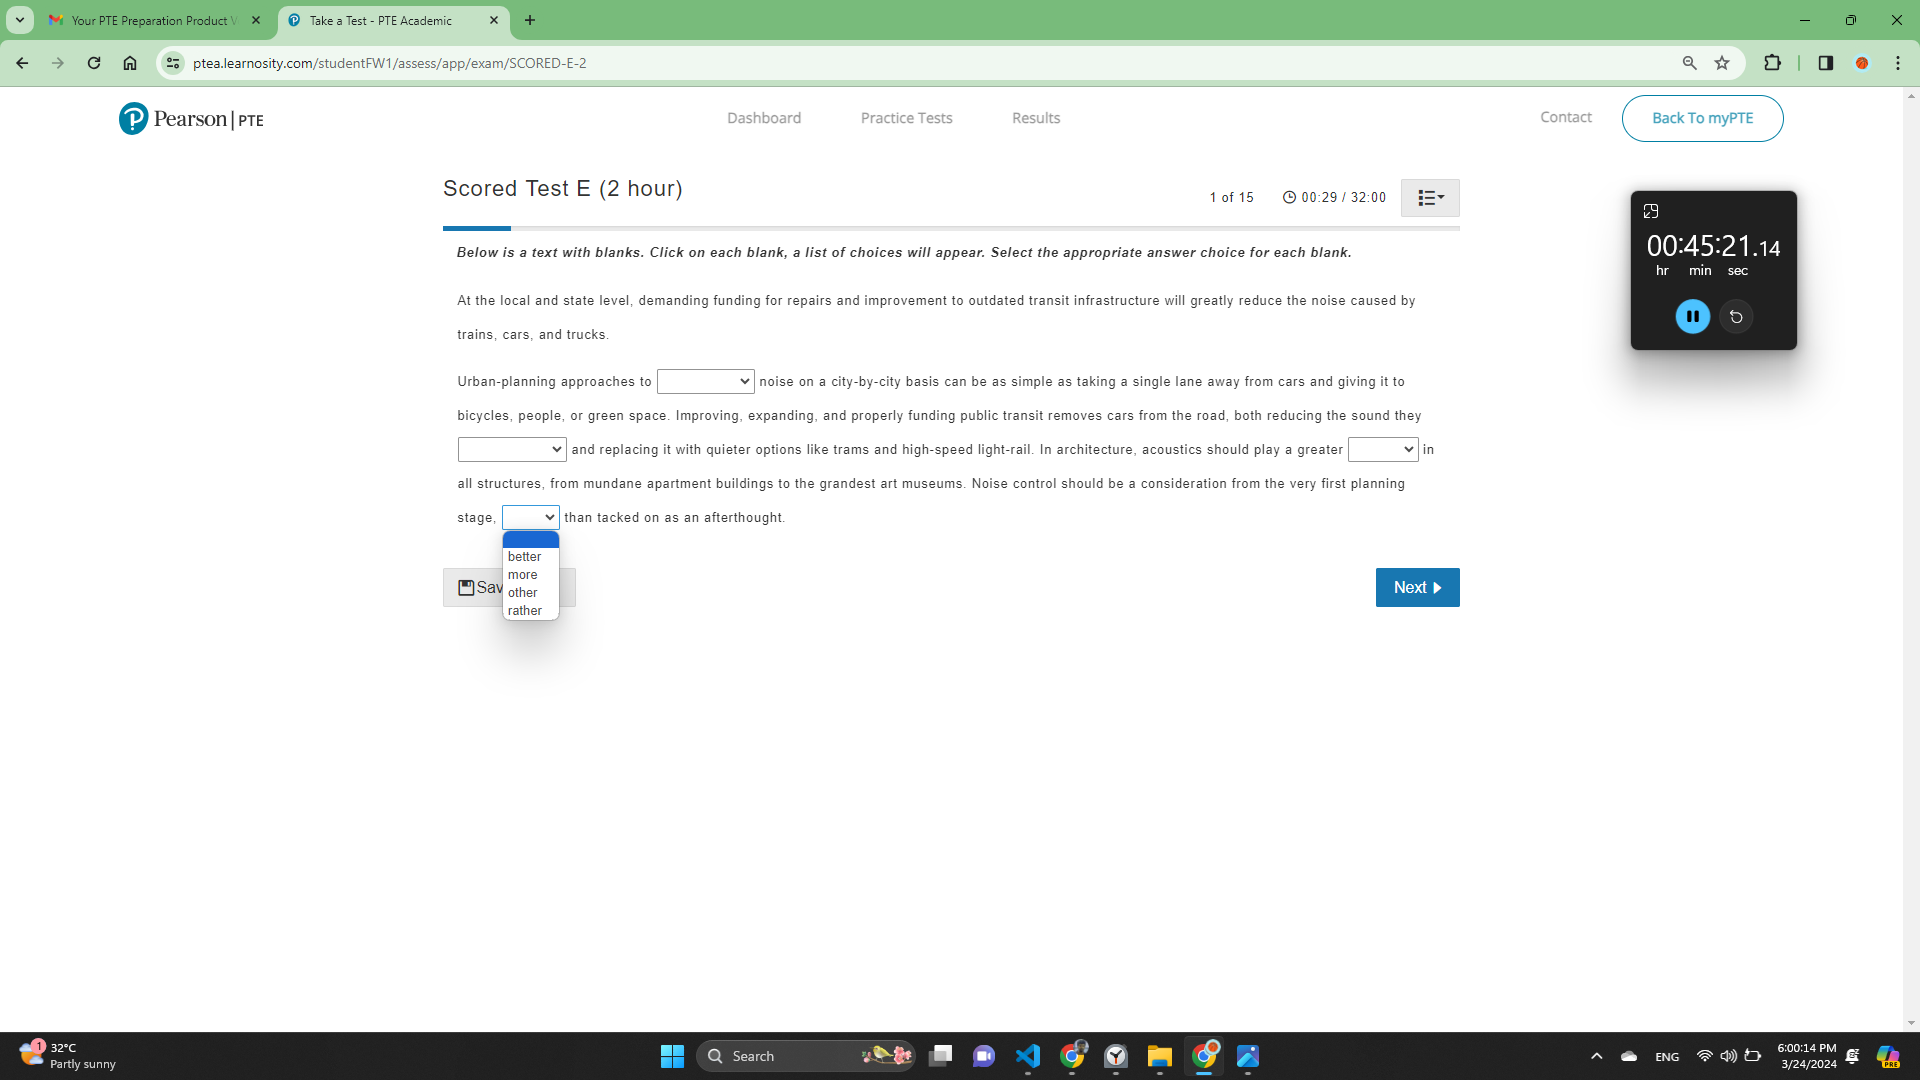 Your PTE Preparation Product V
Take a Test - PTE Academic
ptea.learnosity.com/studentFW1/assess/app/exam/SCORED-E-2
Pearson | PTE
Dashboard
Practice Tests
Results
Contact
Back To myPTE
Scored Test E (2 hour)
1 of 15
00:29 / 32:00
00:45:21.14
hr min sec
Below is a text with blanks. Click on each blank, a list of choices will appear. Select the appropriate answer choice for each blank.
At the local and state level, demanding funding for repairs and improvement to outdated transit infrastructure will greatly reduce the noise caused by
trains, cars, and trucks.
Urban-planning approaches to noise on a city-by-city basis can be as simple as taking a single lane away from cars and giving it to
bicycles, people, or green space. Improving, expanding, and properly funding public transit removes cars from the road, both reducing the sound they
and replacing it with quieter options like trams and high-speed light-rail. In architecture, acoustics should play a greater in
all structures, from mundane apartment buildings to the grandest art museums. Noise control should be a consideration from the very first planning
stage, than tacked on as an afterthought.
better
more
other
rather
Sav
Next
1
32°C
Partly sunny
Search
ENG
6:00:14 PM
3/24/2024
PRE